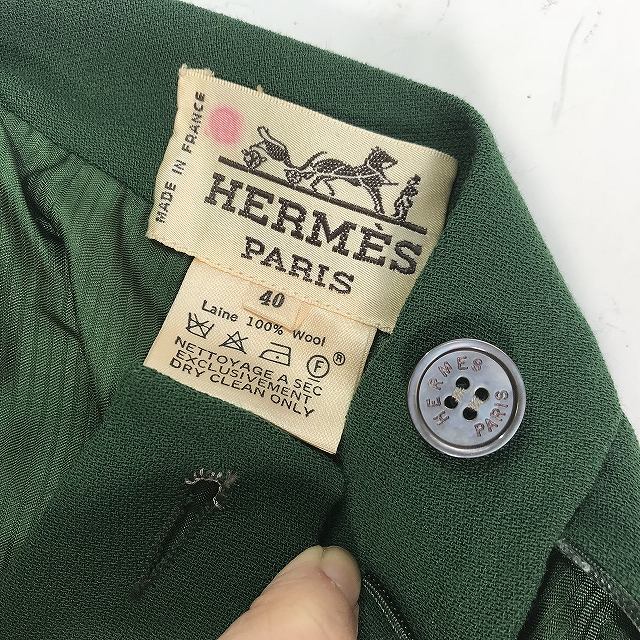 MADE IN FRANCE
HERMÈS
PARIS
40
Laine 100% Wool
F ®
NETTOYAGE A SEC
EXCLUSIVEMENT
DRY CLEAN ONLY
HERMES
PARIS